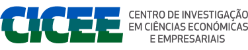 CICEE
CENTRO DE INVESTIGAÇÃO
EM CIÊNCIAS ECONÓMICAS
E EMPRESARIAIS